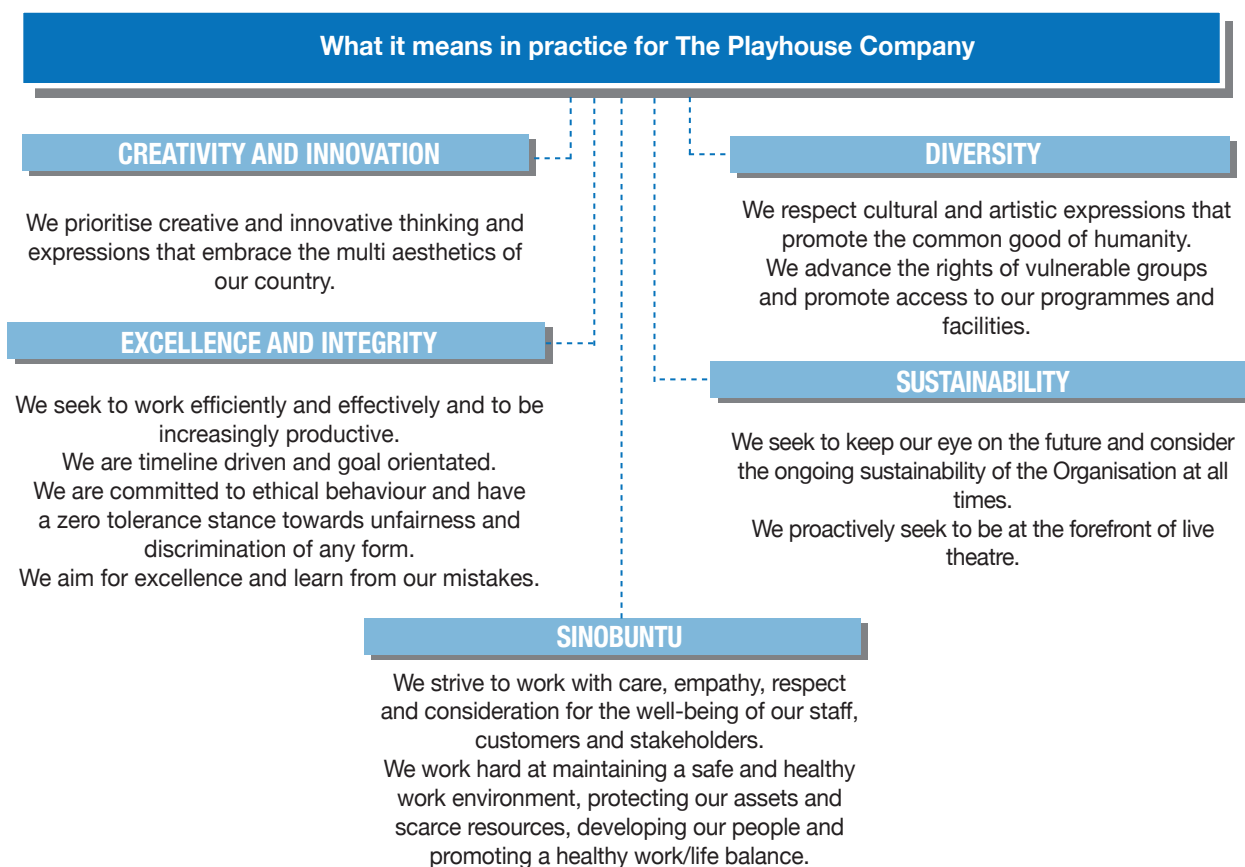 What it means in practice for The Playhouse Company
CREATIVITY AND INNOVATION
We prioritise creative and innovative thinking and
expressions that embrace the multi aesthetics of
our country.
EXCELLENCE AND INTEGRITY
We seek to work efficiently and effectively and to be
increasingly productive.
We are timeline driven and goal orientated.
We are committed to ethical behaviour and have
a zero tolerance stance towards unfairness and
discrimination of any form.
We aim for excellence and learn from our mistakes.
DIVERSITY
We respect cultural and artistic expressions that
promote the common good of humanity.
We advance the rights of vulnerable groups
and promote access to our programmes and
facilities.
SUSTAINABILITY
We seek to keep our eye on the future and consider
the ongoing sustainability of the Organisation at all
times.
We proactively seek to be at the forefront of live
theatre.
SINOBUNTU
We strive to work with care, empathy, respect
and consideration for the well-being of our staff,
customers and stakeholders.
We work hard at maintaining a safe and healthy
work environment, protecting our assets and
scarce resources, developing our people and
promoting a healthy work/life balance.